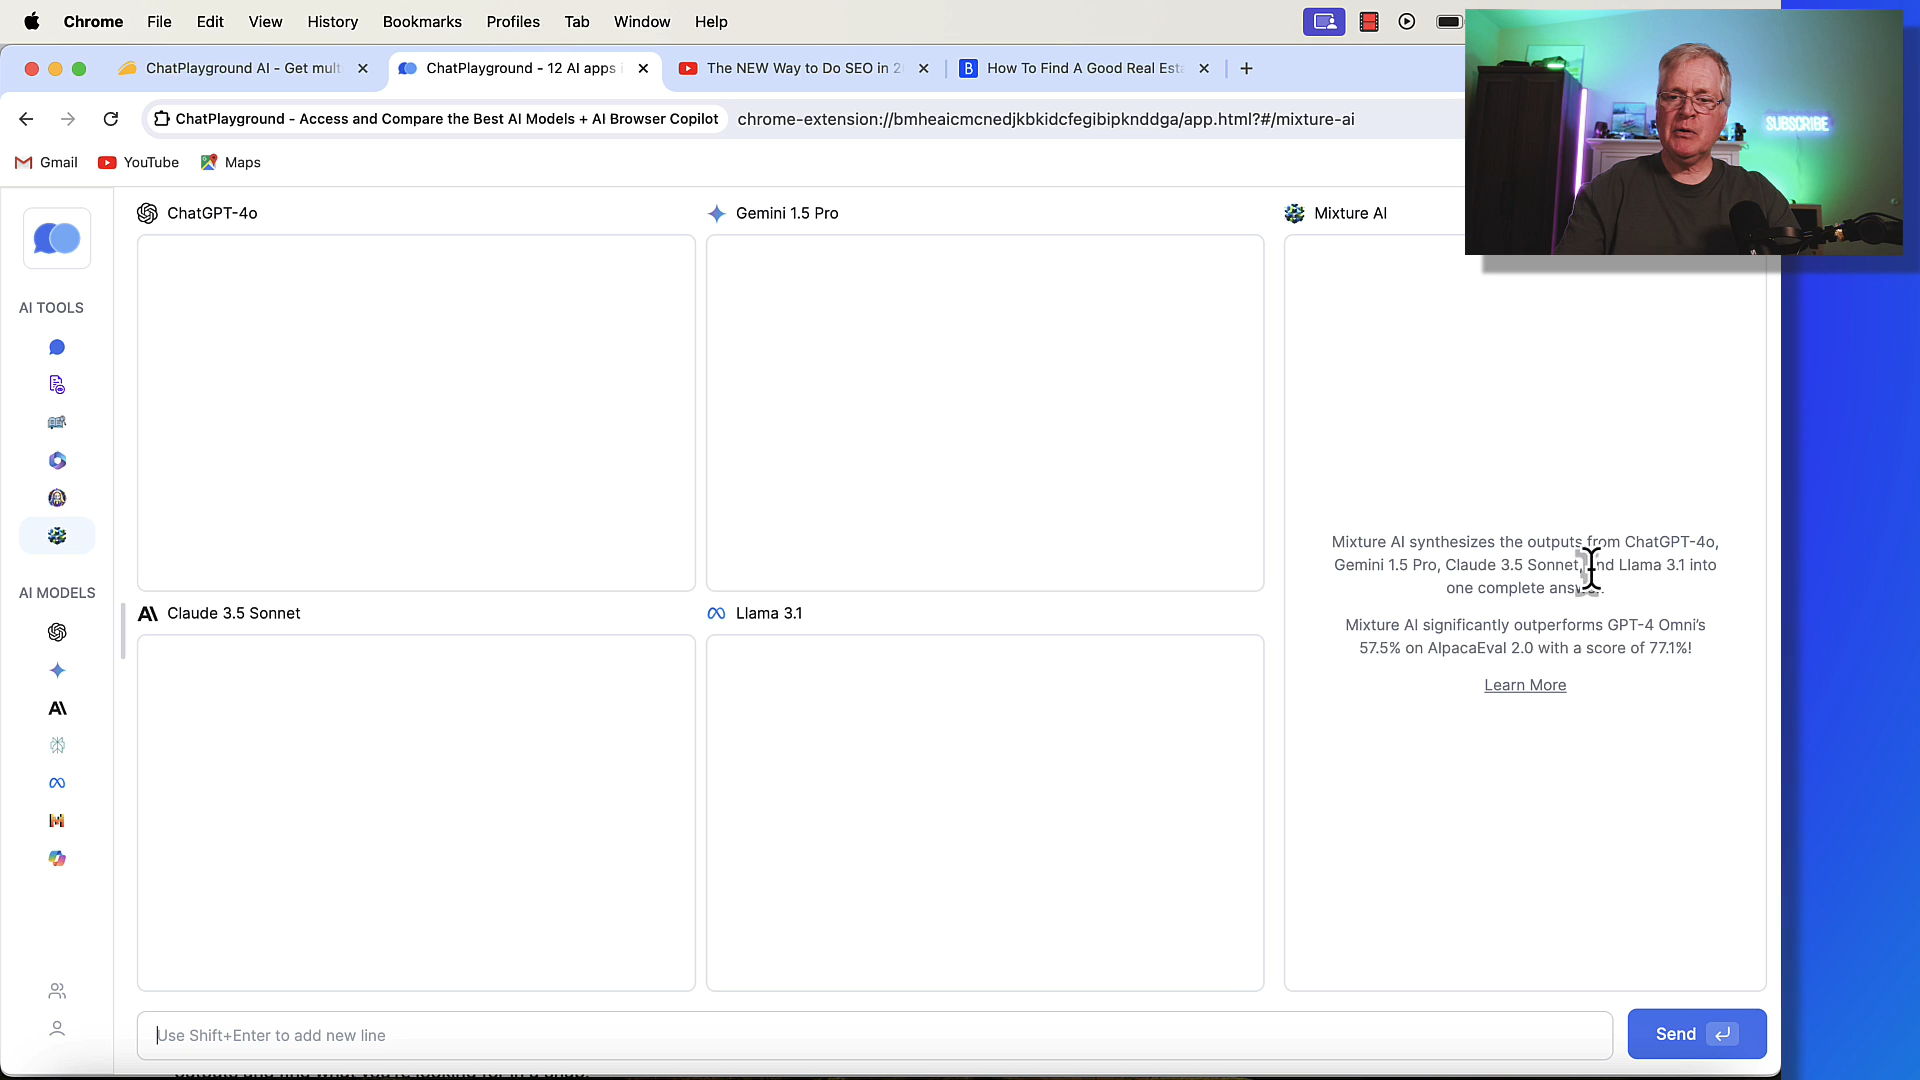 Chrome File Edit View History Bookmarks Profiles Tab Window Help
ChatPlayground AI - Get mult
ChatPlayground - 12 AI apps i
The NEW Way to Do SEO in 2
How To Find A Good Real Est
ChatPlayground - Access and Compare the Best AI Models + AI Browser Copilot
chrome-extension://bmheaicmcnedjkbkidcfegibipknddga/app.html?#/mixture-ai
Gmail YouTube Maps
SUBSCRIBE
ChatGPT-4o
Gemini 1.5 Pro
Mixture AI
AI TOOLS
Mixture AI synthesizes the outputs from ChatGPT-4o,
Gemini 1.5 Pro, Claude 3.5 Sonnet, and Llama 3.1 into
one complete answer.
Mixture AI significantly outperforms GPT-4 Omni's
57.5% on AlpacaEval 2.0 with a score of 77.1%!
Learn More
AI MODELS
Claude 3.5 Sonnet
Llama 3.1
Use Shift+Enter to add new line
Send